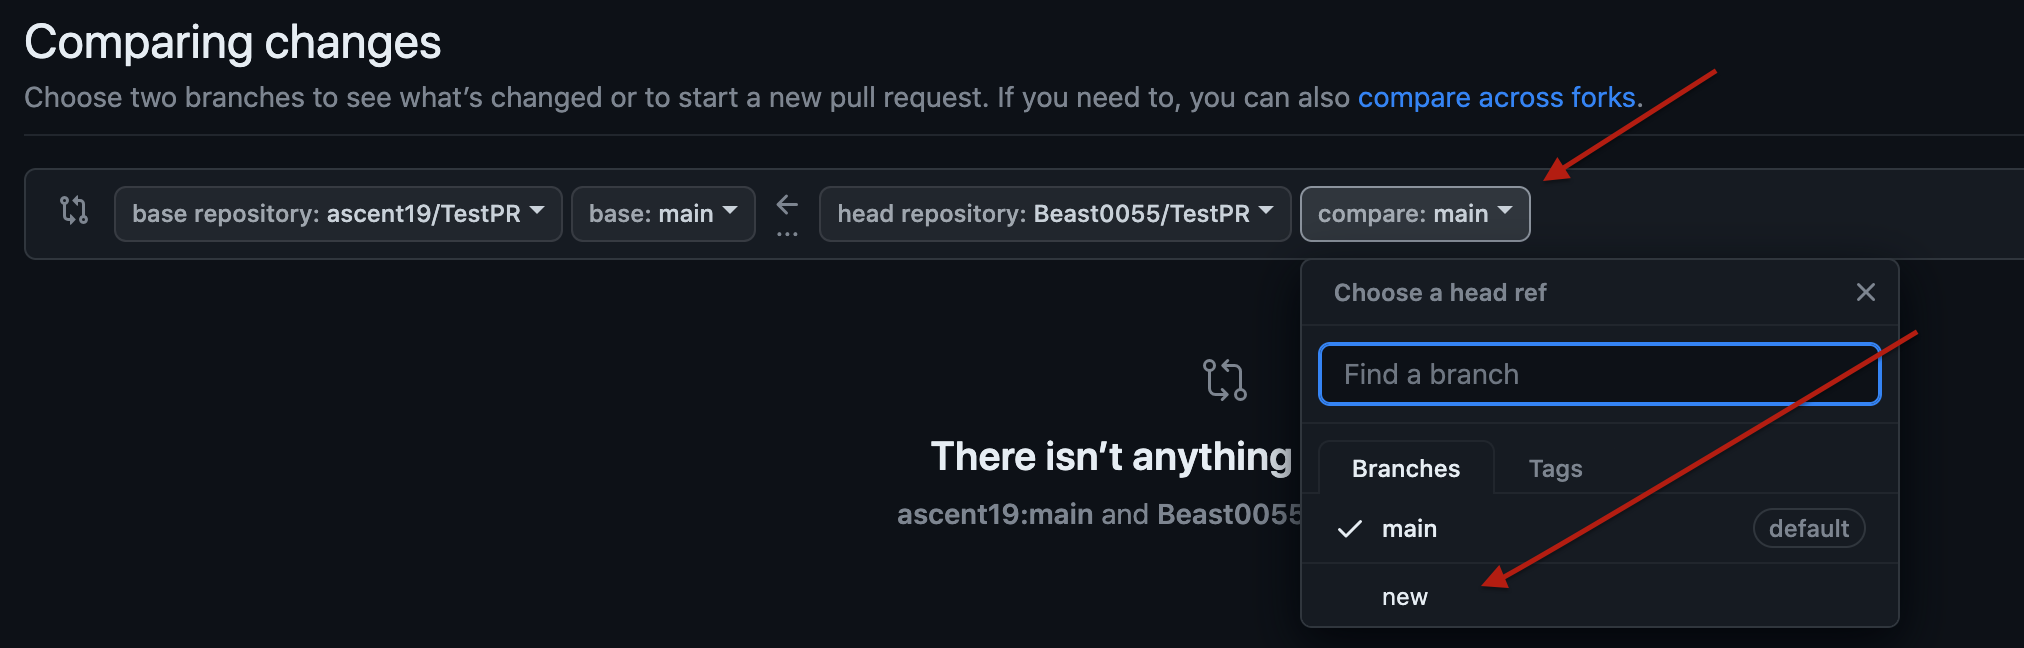 Comparing changes
Choose two branches to see what’s changed or to start a new pull request. If you need to, you can also compare across forks.
base repository: ascent19/TestPR
base: main
...
head repository: Beast0055/TestPR
compare: main
Choose a head ref
Find a branch
There isn’t anything
Branches
Tags
ascent19:main and Beast0055
main
default
new